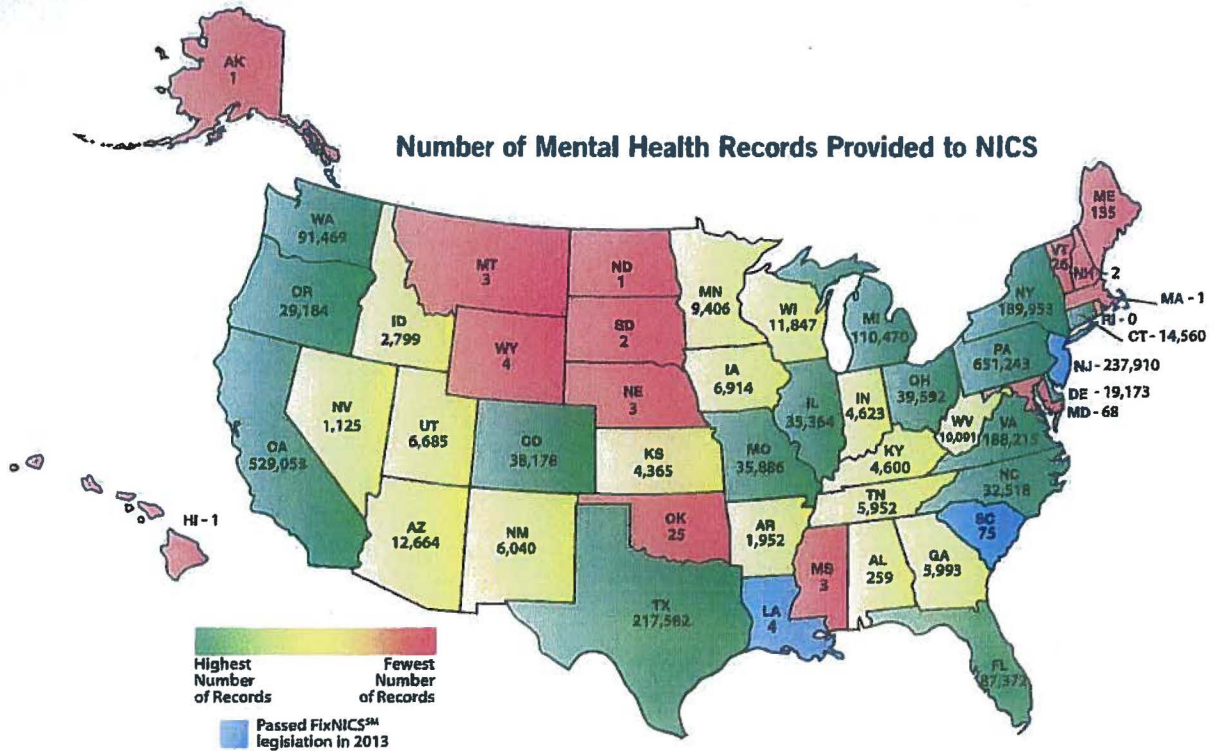 AK
1
Number of Mental Health Records Provided to NICS
WA
91,469
OR
29,184
ID
2,799
MT
3
WY
4
ND
1
SD
2
NE
3
MN
9,406
WI
11,847
MI
110,470
IA
6,914
IL
35,364
IN
4,623
OH
39,592
NY
189,953
PA
651,243
ME
135
VT
26
NH - 2
MA - 1
RI - 0
CT - 14,560
NJ - 237,910
DE - 19,173
MD - 68
NV
1,125
UT
6,685
CO
38,178
KS
4,365
MO
35,886
KY
4,600
WV
10,091
VA
188,215
NC
32,518
TN
5,952
CA
529,053
AZ
12,664
NM
6,040
OK
25
AR
1,952
MS
3
AL
259
GA
5,993
SC
75
TX
217,582
LA
4
FL
87,372
HI - 1
Highest
Number
of Records
Fewest
Number
of Records
Passed FixNICS℠
legislation in 2013